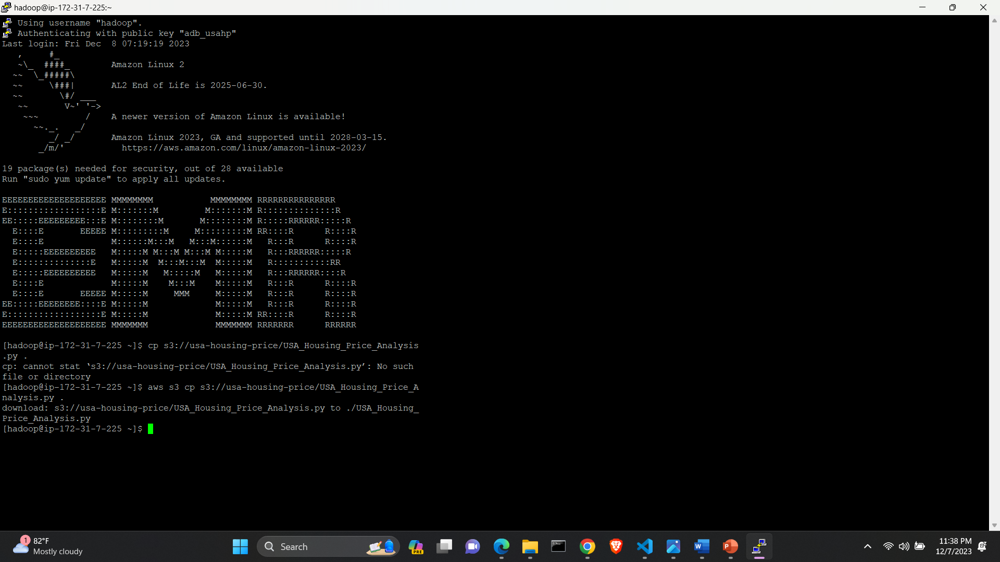 hadoop@ip-172-31-7-225:~
Using username "hadoop".
Authenticating with public key "adb_usahp"
Last login: Fri Dec  8 07:19:19 2023
   ,     #_
   ~\_  ####_        Amazon Linux 2
  ~~  \_#####\
  ~~     \###|       AL2 End of Life is 2025-06-30.
  ~~       \#/ ___
   ~~       V~' '->
    ~~~         /    A newer version of Amazon Linux is available!
      ~~._.   _/
         _/ _/       Amazon Linux 2023, GA and supported until 2028-03-15.
       _/m/'           https://aws.amazon.com/linux/amazon-linux-2023/
19 package(s) needed for security, out of 28 available
Run "sudo yum update" to apply all updates.
EEEEEEEEEEEEEEEEEEEE MMMMMMMM           MMMMMMMM RRRRRRRRRRRRRRR
E::::::::::::::::::E M:::::::M         M:::::::M R::::::::::::::R
EE:::::EEEEEEEEE:::E M::::::::M       M::::::::M R:::::RRRRRR:::::R
  E::::E       EEEEE M:::::::::M     M:::::::::M RR::::R      R::::R
  E::::E             M::::::M:::M   M:::M::::::M   R:::R      R::::R
  E:::::EEEEEEEEEE   M:::::M M:::M M:::M M:::::M   R:::RRRRRR:::::R
  E::::::::::::::E   M:::::M  M:::M:::M  M:::::M   R:::::::::::RR
  E:::::EEEEEEEEEE   M:::::M   M:::::M   M:::::M   R:::RRRRRR::::R
  E::::E             M:::::M    M:::M    M:::::M   R:::R      R::::R
  E::::E       EEEEE M:::::M     MMM     M:::::M   R:::R      R::::R
EE:::::EEEEEEEE::::E M:::::M             M:::::M   R:::R      R::::R
E::::::::::::::::::E M:::::M             M:::::M RR::::R      R::::R
EEEEEEEEEEEEEEEEEEEE MMMMMMM             MMMMMMM RRRRRRR      RRRRRR
[hadoop@ip-172-31-7-225 ~]$ cp s3://usa-housing-price/USA_Housing_Price_Analysis
.py .
cp: cannot stat ‘s3://usa-housing-price/USA_Housing_Price_Analysis.py’: No such
file or directory
[hadoop@ip-172-31-7-225 ~]$ aws s3 cp s3://usa-housing-price/USA_Housing_Price_A
nalysis.py .
download: s3://usa-housing-price/USA_Housing_Price_Analysis.py to ./USA_Housing_
Price_Analysis.py
[hadoop@ip-172-31-7-225 ~]$
1
82°F
Mostly cloudy
Search
PRE
W
P
11:38 PM
12/7/2023